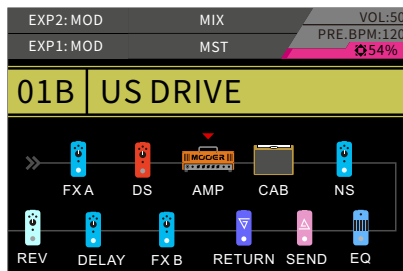 EXP2: MOD MIX VOL:50
EXP1: MOD MST PRE.BPM:120
54%
01B US DRIVE
MOOER
FX A DS AMP CAB NS
REV DELAY FX B RETURN SEND EQ